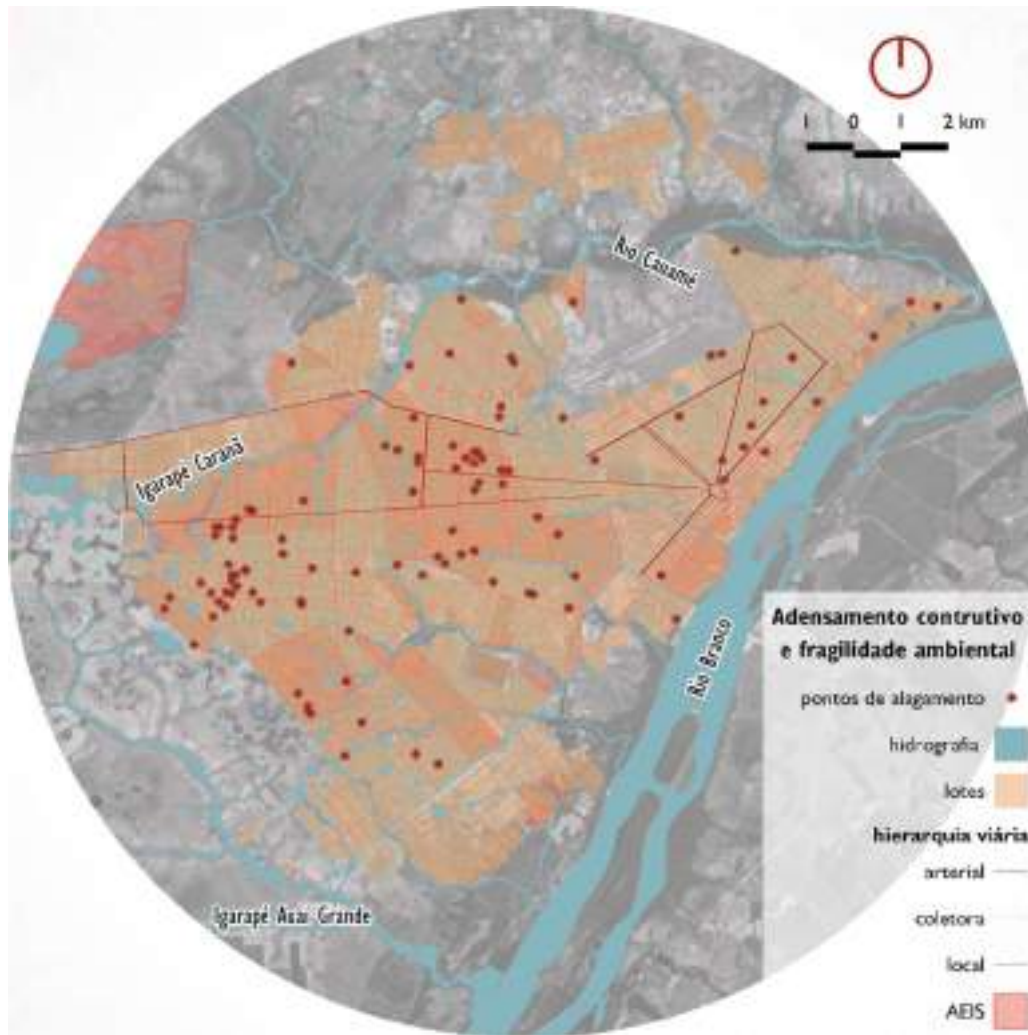 1 0 1 2 km
Rio Cauamé
Igarapé Caranã
Rio Branco
Igarapé Auai Grande
Adensamento contrutivo
e fragilidade ambiental
pontos de alagamento
hidrografia
lotes
hierarquia viária
arterial
coletora
local
AEIS